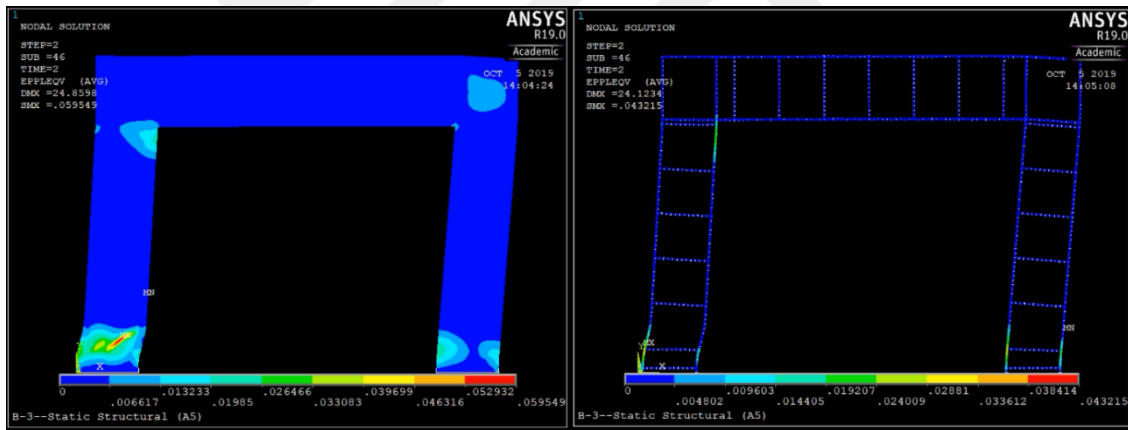 1
NODAL SOLUTION
STEP=2
SUB =46
TIME=2
EPPLEQV (AVG)
DMX =24.8598
SMX =.059549
ANSYS
R19.0
Academic
OCT 5 2019
14:04:24
MN
MX
Y
X
0 .013233 .026466 .039699 .052932
.006617 .01985 .033083 .046316 .059549
B-3--Static Structural (A5)
1
NODAL SOLUTION
STEP=2
SUB =46
TIME=2
EPPLEQV (AVG)
DMX =24.1234
SMX =.043215
ANSYS
R19.0
Academic
OCT 5 2019
14:05:08
MN
Y MX
X
0 .009603 .019207 .02881 .038414
.004802 .014405 .024009 .033612 .043215
B-3--Static Structural (A5)